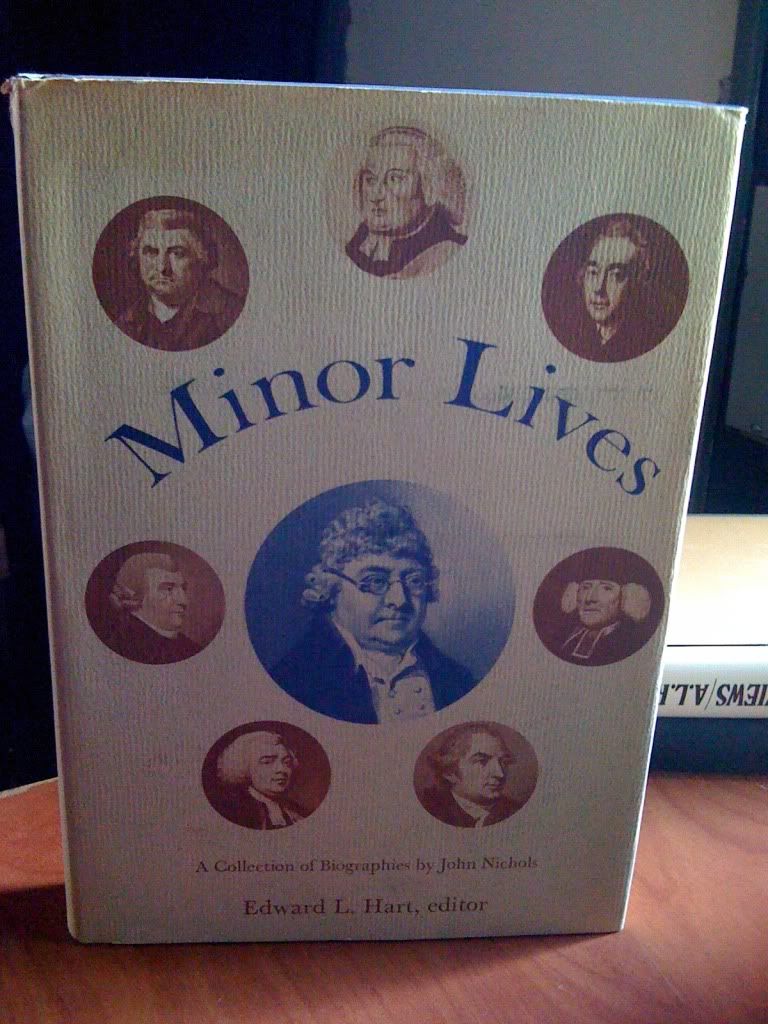 Minor Lives
A Collection of Biographies by John Nichols
Edward L. Hart, editor